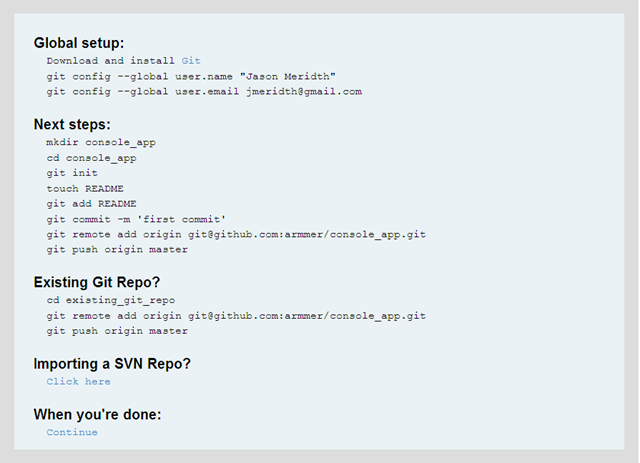 Global setup:
Download and install Git
git config --global user.name "Jason Meridth"
git config --global user.email jmeridth@gmail.com
Next steps:
mkdir console_app
cd console_app
git init
touch README
git add README
git commit -m 'first commit'
git remote add origin git@github.com:armmer/console_app.git
git push origin master
Existing Git Repo?
cd existing_git_repo
git remote add origin git@github.com:armmer/console_app.git
git push origin master
Importing a SVN Repo?
Click here
When you're done:
Continue